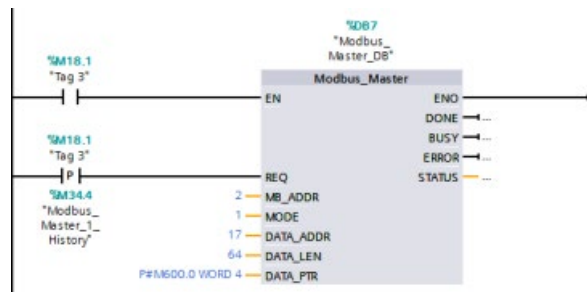 %DB7
"Modbus_
Master_DB"
%M18.1
"Tag 3"
Modbus_Master
EN
ENO
DONE
...
BUSY
...
ERROR
...
%M18.1
"Tag 3"
P
REQ
STATUS
...
%M34.4
"Modbus_
Master_1_
History"
2
MB_ADDR
1
MODE
17
DATA_ADDR
64
DATA_LEN
P#M600.0 WORD 4
DATA_PTR